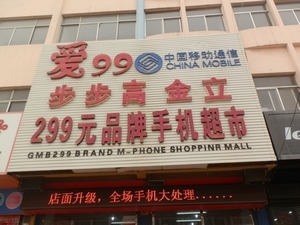 爱99 中国移动通信
CHINA MOBILE
步步高 金立
299元品牌手机超市
GMB299 BRAND M-PHONE SHOPPINR MALL
店面升级，全场手机大处理......